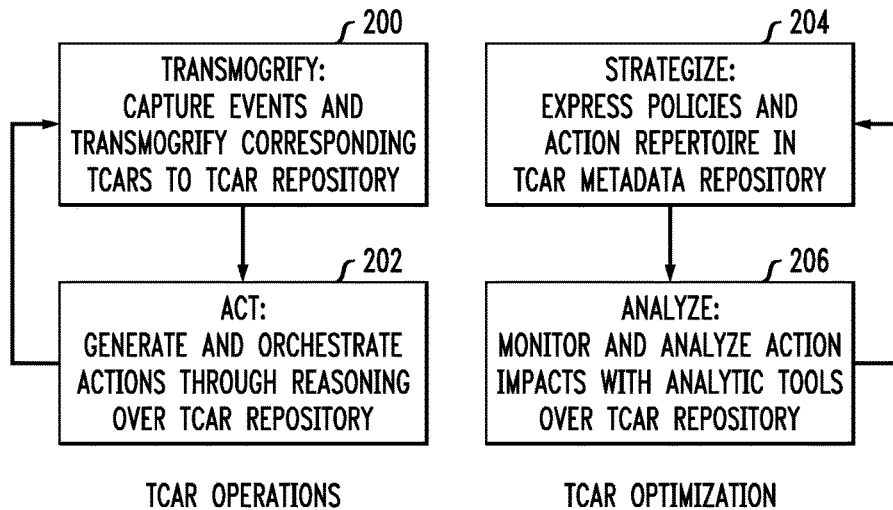 200
TRANSMOGRIFY:
CAPTURE EVENTS AND
TRANSMOGRIFY CORRESPONDING
TCARS TO TCAR REPOSITORY
202
ACT:
GENERATE AND ORCHESTRATE
ACTIONS THROUGH REASONING
OVER TCAR REPOSITORY
TCAR OPERATIONS
204
STRATEGIZE:
EXPRESS POLICIES AND
ACTION REPERTOIRE IN
TCAR METADATA REPOSITORY
206
ANALYZE:
MONITOR AND ANALYZE ACTION
IMPACTS WITH ANALYTIC TOOLS
OVER TCAR REPOSITORY
TCAR OPTIMIZATION